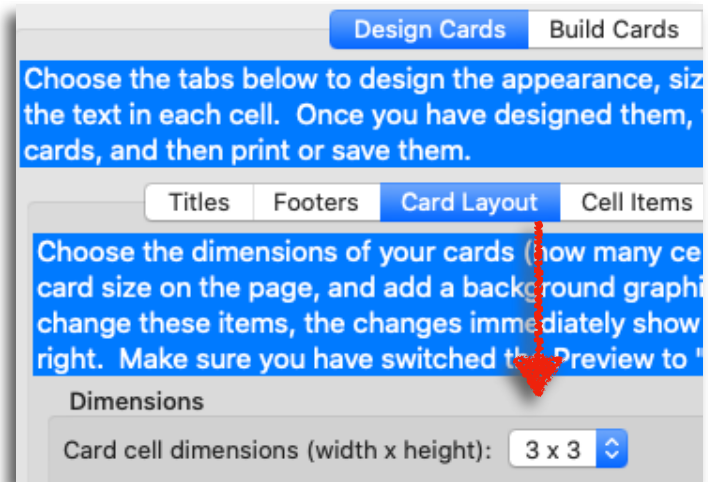 Design Cards Build Cards
Choose the tabs below to design the appearance, siz
the text in each cell. Once you have designed them,
cards, and then print or save them.
Titles Footers Card Layout Cell Items
Choose the dimensions of your cards (how many ce
card size on the page, and add a background graphi
change these items, the changes immediately show
right. Make sure you have switched the Preview to "
Dimensions
Card cell dimensions (width x height): 3 x 3